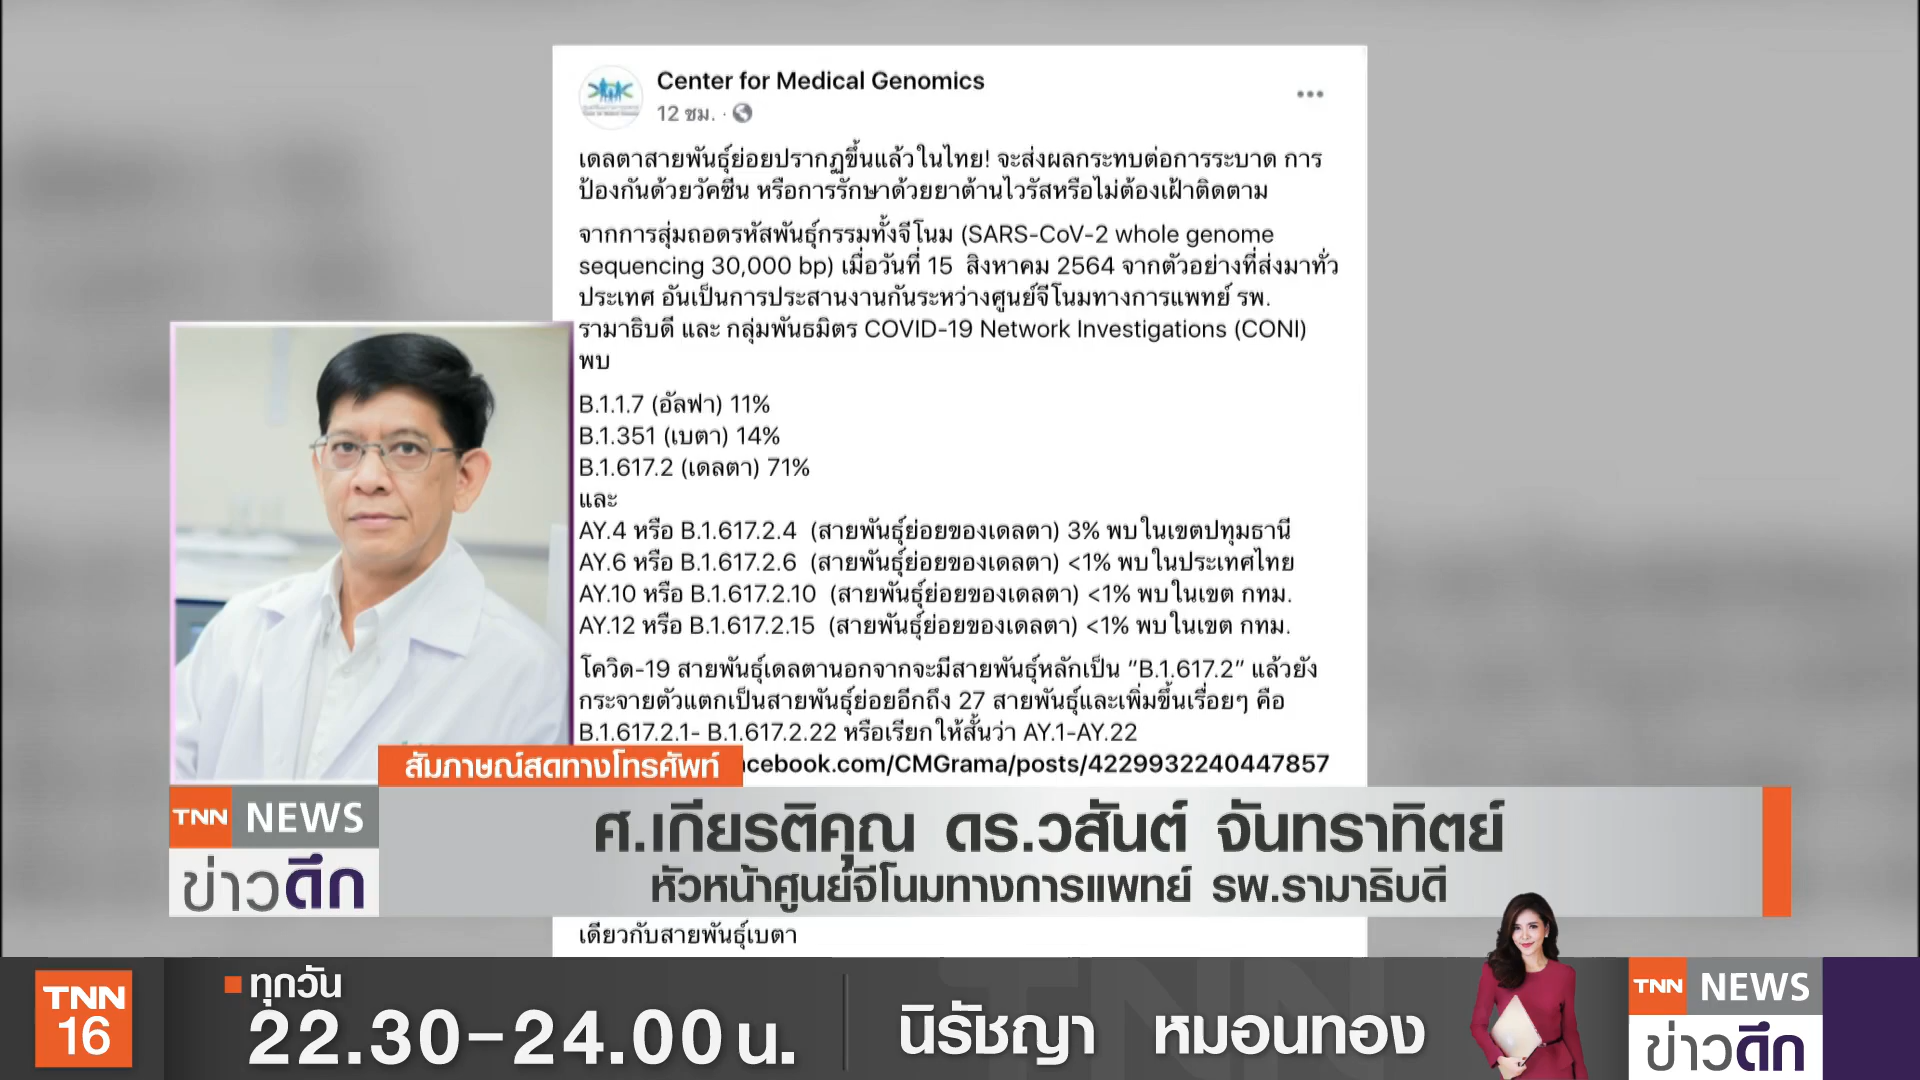 Center for Medical Genomics
12 ชม.
เดลตาสายพันธุ์ย่อยปรากฏขึ้นแล้วในไทย! จะส่งผลกระทบต่อการระบาด การ
ป้องกันด้วยวัคซีน หรือการรักษาด้วยยาต้านไวรัสหรือไม่ต้องเฝ้าติดตาม
จากการสุ่มถอดรหัสพันธุ์กรรมทั้งจีโนม (SARS-CoV-2 whole genome
sequencing 30,000 bp) เมื่อวันที่ 15 สิงหาคม 2564 จากตัวอย่างที่ส่งมาทั่ว
ประเทศ อันเป็นการประสานงานกันระหว่างศูนย์จีโนมทางการแพทย์ รพ.
รามาธิบดี และ กลุ่มพันธมิตร COVID-19 Network Investigations (CONI)
พบ
B.1.1.7 (อัลฟา) 11%
B.1.351 (เบตา) 14%
B.1.617.2 (เดลตา) 71%
และ
AY.4 หรือ B.1.617.2.4 (สายพันธุ์ย่อยของเดลตา) 3% พบในเขตปทุมธานี
AY.6 หรือ B.1.617.2.6 (สายพันธุ์ย่อยของเดลตา) <1% พบในประเทศไทย
AY.10 หรือ B.1.617.2.10 (สายพันธุ์ย่อยของเดลตา) <1% พบในเขต กทม.
AY.12 หรือ B.1.617.2.15 (สายพันธุ์ย่อยของเดลตา) <1% พบในเขต กทม.
โควิด-19 สายพันธุ์เดลตานอกจากจะมีสายพันธุ์หลักเป็น "B.1.617.2" แล้วยัง
กระจายตัวแตกเป็นสายพันธุ์ย่อยอีกถึง 27 สายพันธุ์และเพิ่มขึ้นเรื่อยๆ คือ
B.1.617.2.1- B.1.617.2.22 หรือเรียกให้สั้นว่า AY.1-AY.22
cebook.com/CMGrama/posts/4229932240447857
สัมภาษณ์สดทางโทรศัพท์
TNN NEWS
ข่าวดึก
ศ.เกียรติคุณ ดร.วสันต์ จันทราทิตย์
หัวหน้าศูนย์จีโนมทางการแพทย์ รพ.รามาธิบดี
เดียวกับสายพันธุ์เบตา
TNN
16
ทุกวัน
22.30-24.00 น.
นิรัชญา หมอนทอง
TNN NEWS
ข่าวดึก